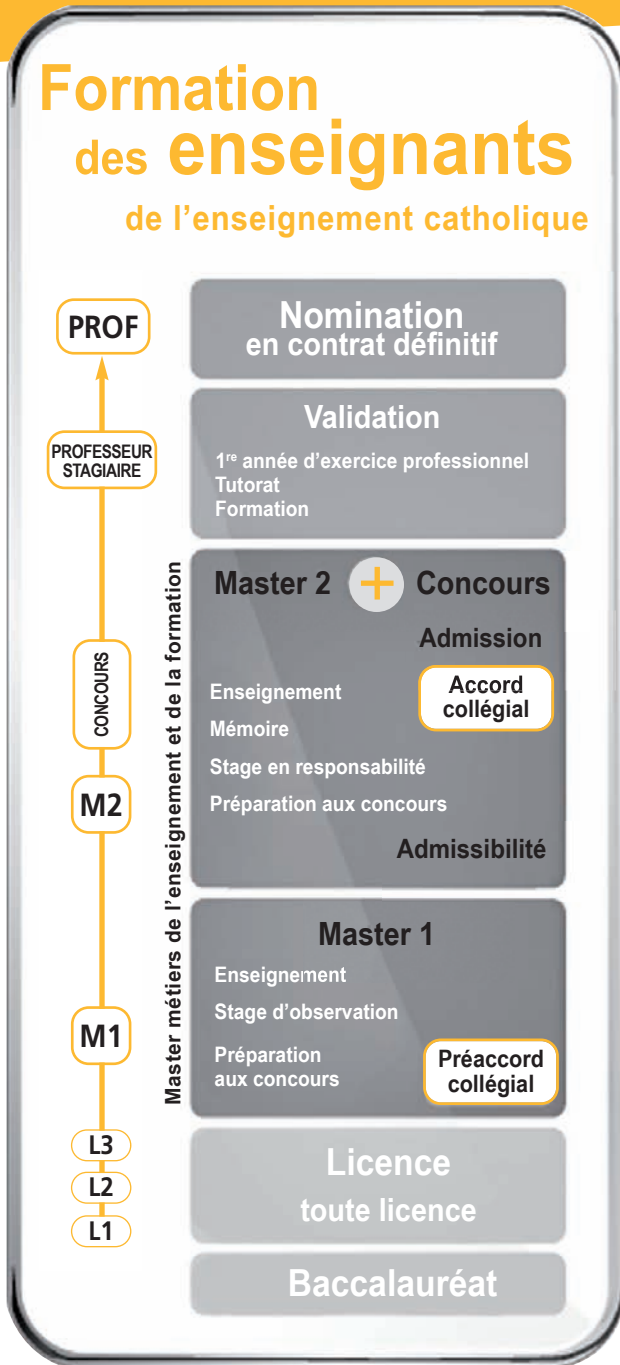 Formation
des enseignants
de l'enseignement catholique
PROF
Nomination
en contrat définitif
PROFESSEUR
STAGIAIRE
Validation
1re année d'exercice professionnel
Tutorat
Formation
Master métiers de l'enseignement et de la formation
CONCOURS
M2
Master 2 + Concours
Admission
Accord
collégial
Enseignement
Mémoire
Stage en responsabilité
Préparation aux concours
Admissibilité
M1
Master 1
Enseignement
Stage d'observation
Préparation
aux concours
Préaccord
collégial
L3
L2
L1
Licence
toute licence
Baccalauréat